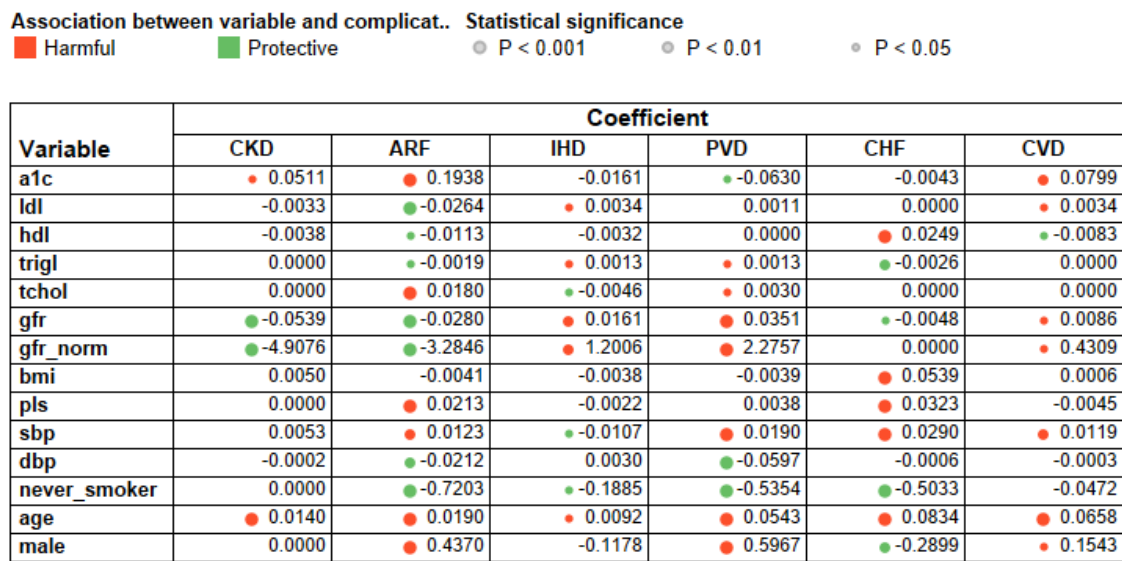 Association between variable and complicat.. Statistical significance
Harmful Protective P < 0.001 P < 0.01 P < 0.05
Coefficient
Variable CKD ARF IHD PVD CHF CVD
a1c 0.0511 0.1938 -0.0161 -0.0630 -0.0043 0.0799
ldl -0.0033 -0.0264 0.0034 0.0011 0.0000 0.0034
hdl -0.0038 -0.0113 -0.0032 0.0000 0.0249 -0.0083
trigl 0.0000 -0.0019 0.0013 0.0013 -0.0026 0.0000
tchol 0.0000 0.0180 -0.0046 0.0030 0.0000 0.0000
gfr -0.0539 -0.0280 0.0161 0.0351 -0.0048 0.0086
gfr_norm -4.9076 -3.2846 1.2006 2.2757 0.0000 0.4309
bmi 0.0050 -0.0041 -0.0038 -0.0039 0.0539 0.0006
pls 0.0000 0.0213 -0.0022 0.0038 0.0323 -0.0045
sbp 0.0053 0.0123 -0.0107 0.0190 0.0290 0.0119
dbp -0.0002 -0.0212 0.0030 -0.0597 -0.0006 -0.0003
never_smoker 0.0000 -0.7203 -0.1885 -0.5354 -0.5033 -0.0472
age 0.0140 0.0190 0.0092 0.0543 0.0834 0.0658
male 0.0000 0.4370 -0.1178 0.5967 -0.2899 0.1543